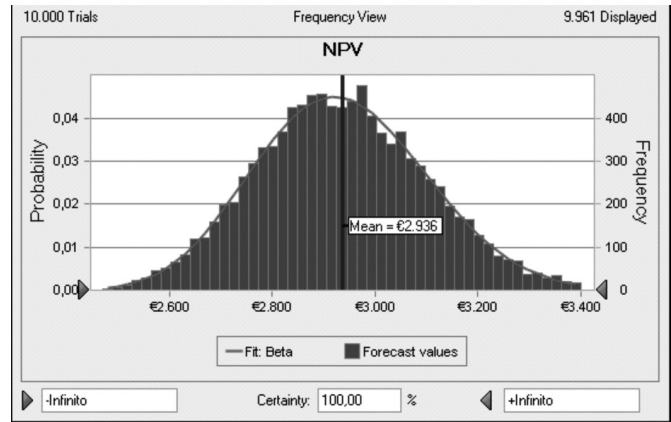 10.000 Trials Frequency View 9.961 Displayed
NPV
Probability
0,04
0,03
0,02
0,01
0,00
Mean = €2.936
Frequency
400
300
200
100
0
€2.600 €2.800 €3.000 €3.200 €3.400
Fit: Beta Forecast values
-Infinito Certainty: 100,00 % +Infinito